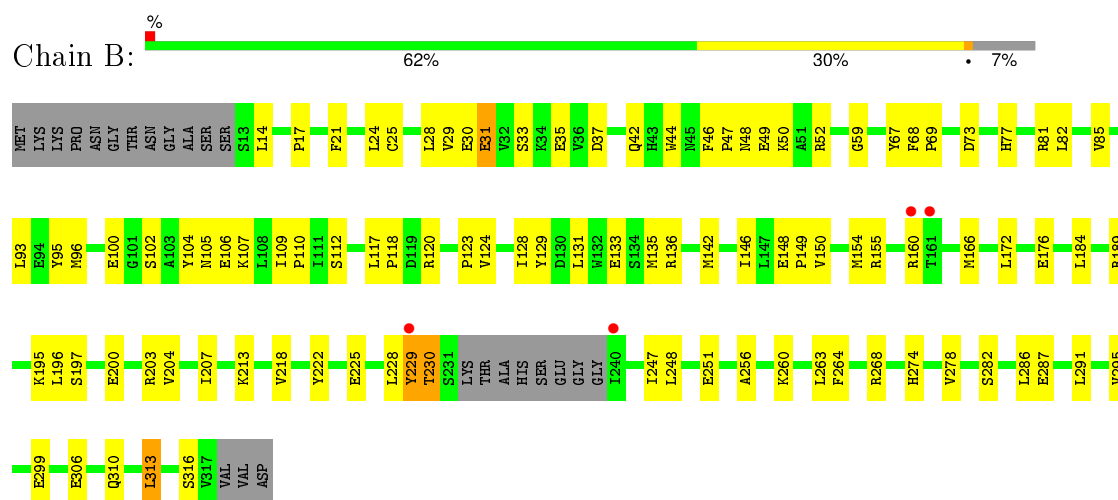 %
Chain B:
62% 30% • 7%
MET LYS LYS PRO ASN GLY THR ASN GLY ALA SER SER S13 L14 P17 F21 L24 C25 L28 V29 E30 E31 V32 S33 K34 E35 V36 D37 Q42 H43 W44 N45 F46 P47 N48 E49 K50 A51 R52 G59 Y67 F68 P69 D73 H77 R81 L82 V85
L93 E94 Y95 M96 E100 G101 S102 A103 Y104 N105 E106 K107 L108 I109 P110 I111 S112 L117 P118 D119 R120 P123 V124 I128 Y129 D130 L131 W132 E133 S134 M135 R136 M142 I146 L147 E148 P149 V150 M154 R155 R160 T161 M166 L172 E176 L184
K195 L196 S197 E200 R203 V204 I207 K213 V218 Y222 E225 L228 Y229 T230 S231 LYS THR ALA HIS SER GLU GLY GLY I240 I247 L248 E251 A256 K260 L263 F264 R268 H274 V278 S282 L286 E287 L291
E299 E306 Q310 L313 S316 V317 VAL VAL ASP